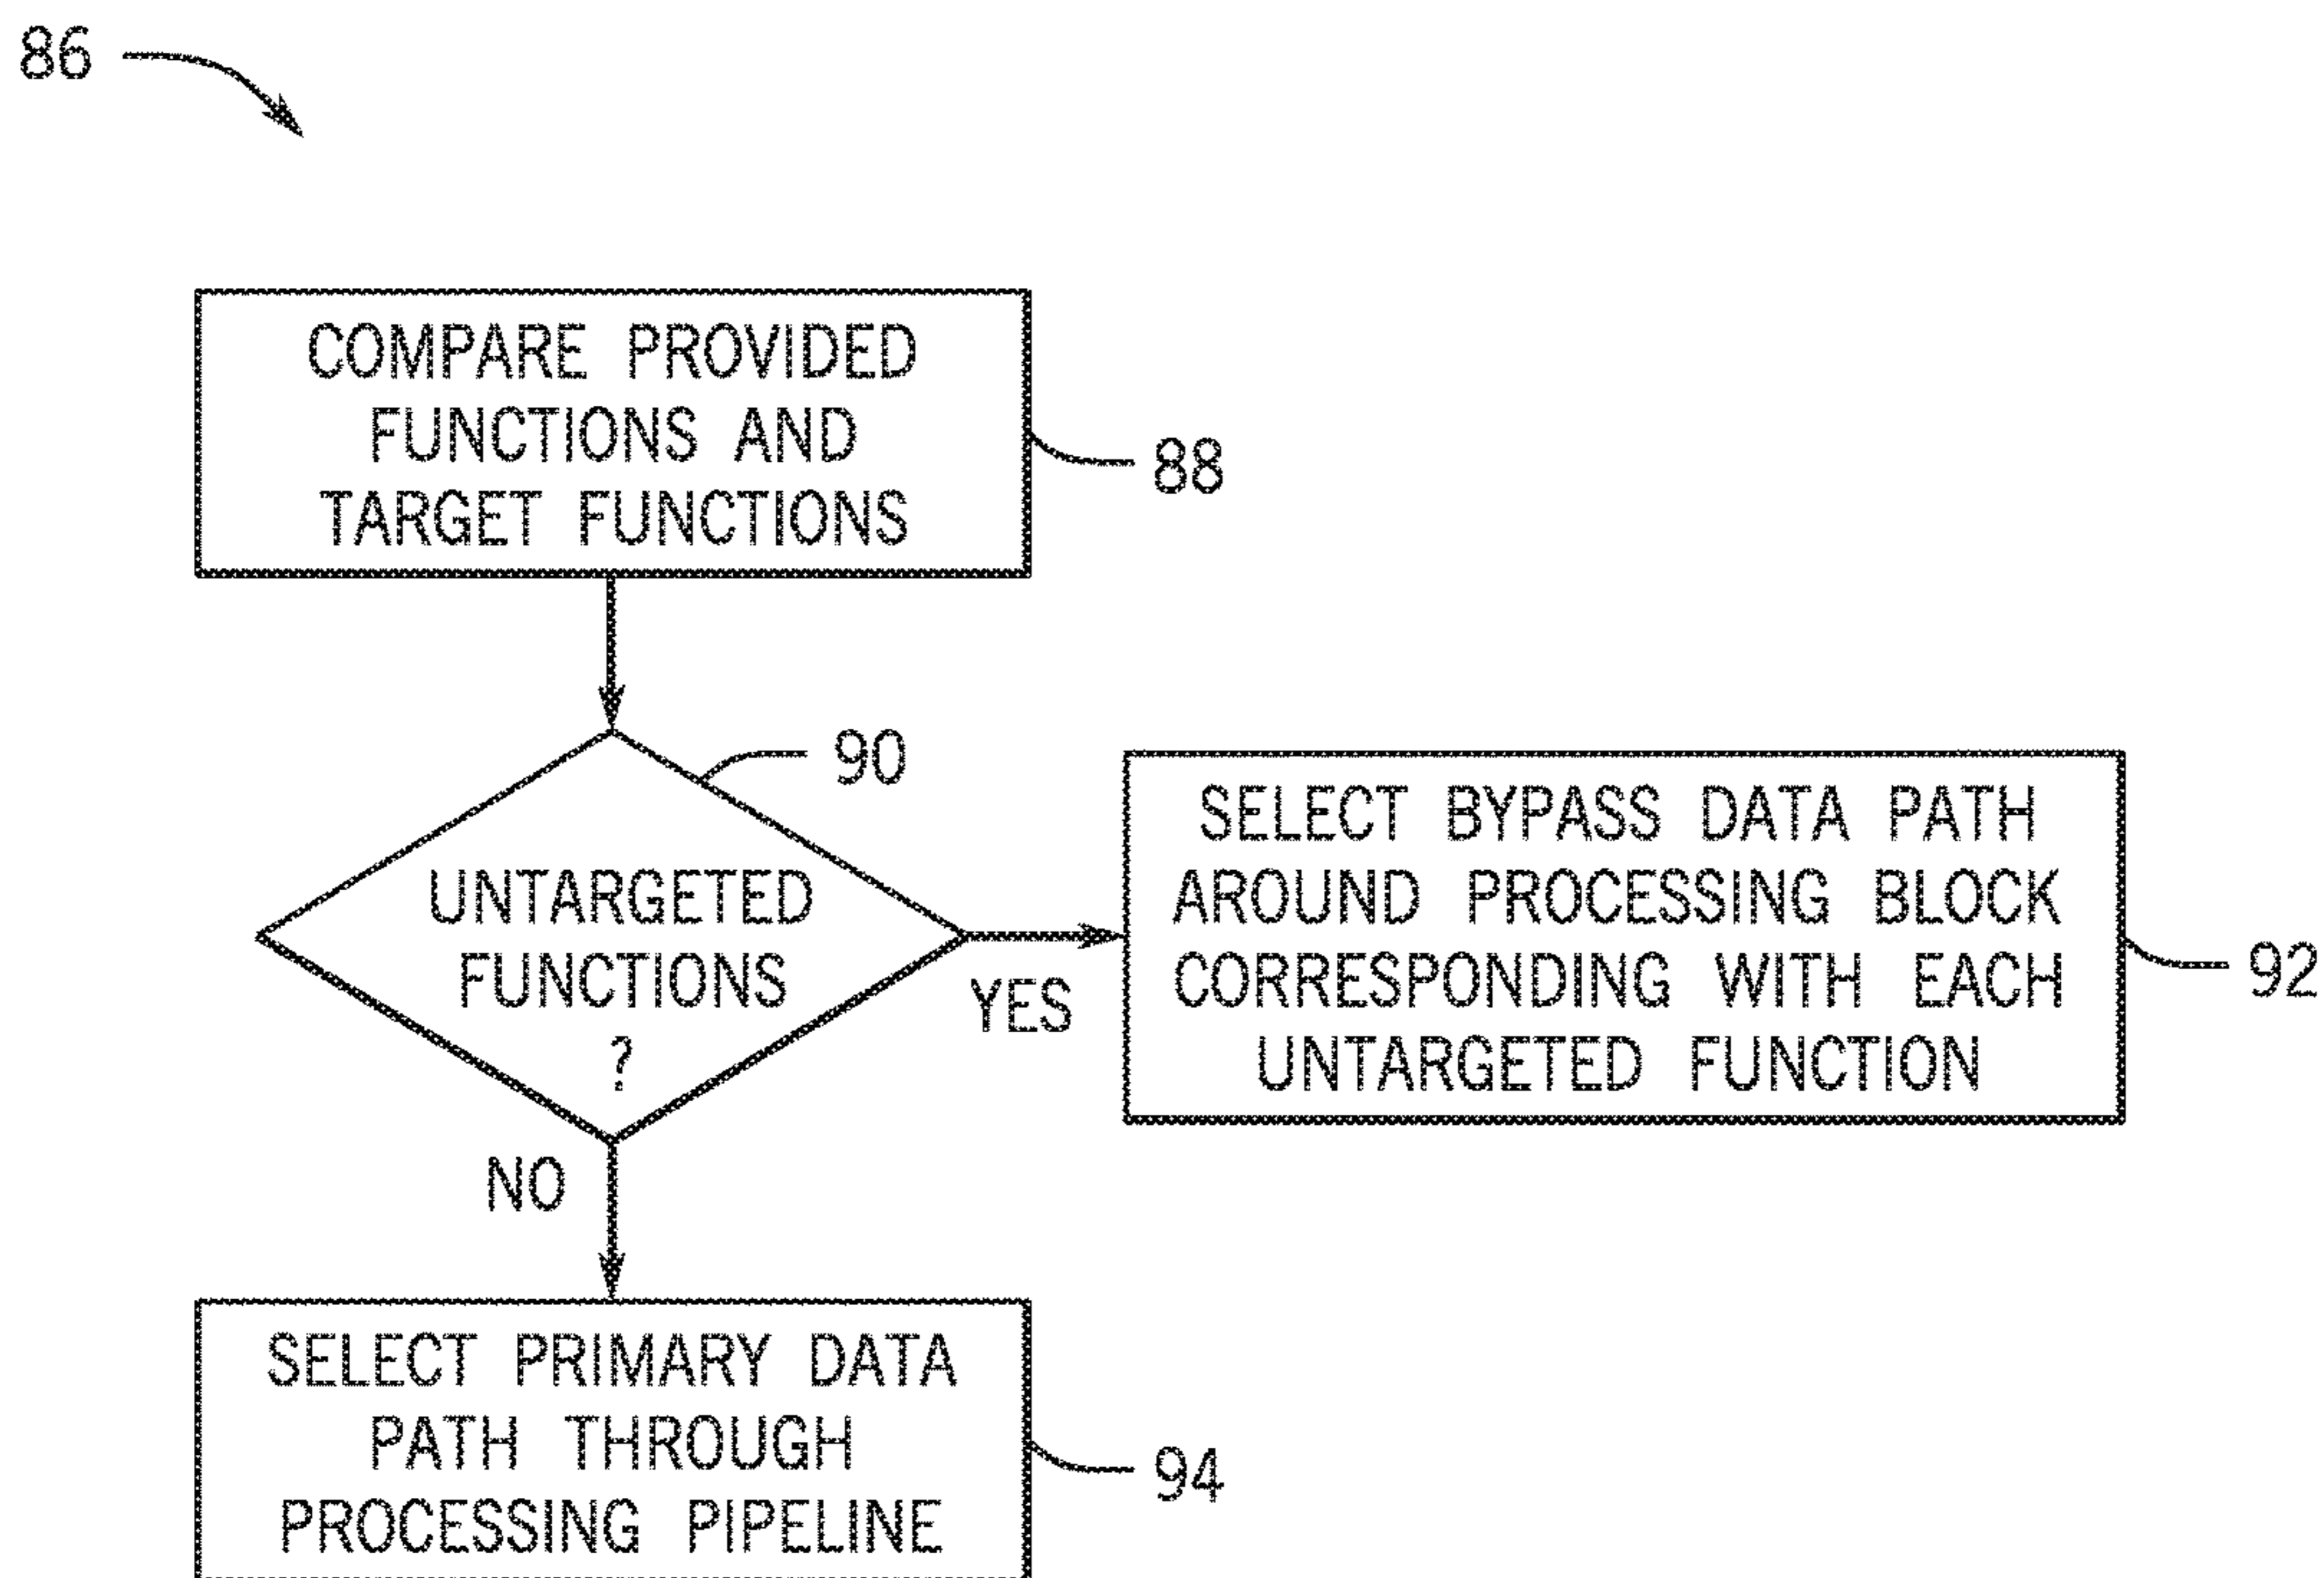 86
COMPARE PROVIDED
FUNCTIONS AND
TARGET FUNCTIONS
88
90
UNTARGETED
FUNCTIONS
?
YES
SELECT BYPASS DATA PATH
AROUND PROCESSING BLOCK
CORRESPONDING WITH EACH
UNTARGETED FUNCTION
92
NO
SELECT PRIMARY DATA
PATH THROUGH
PROCESSING PIPELINE
94